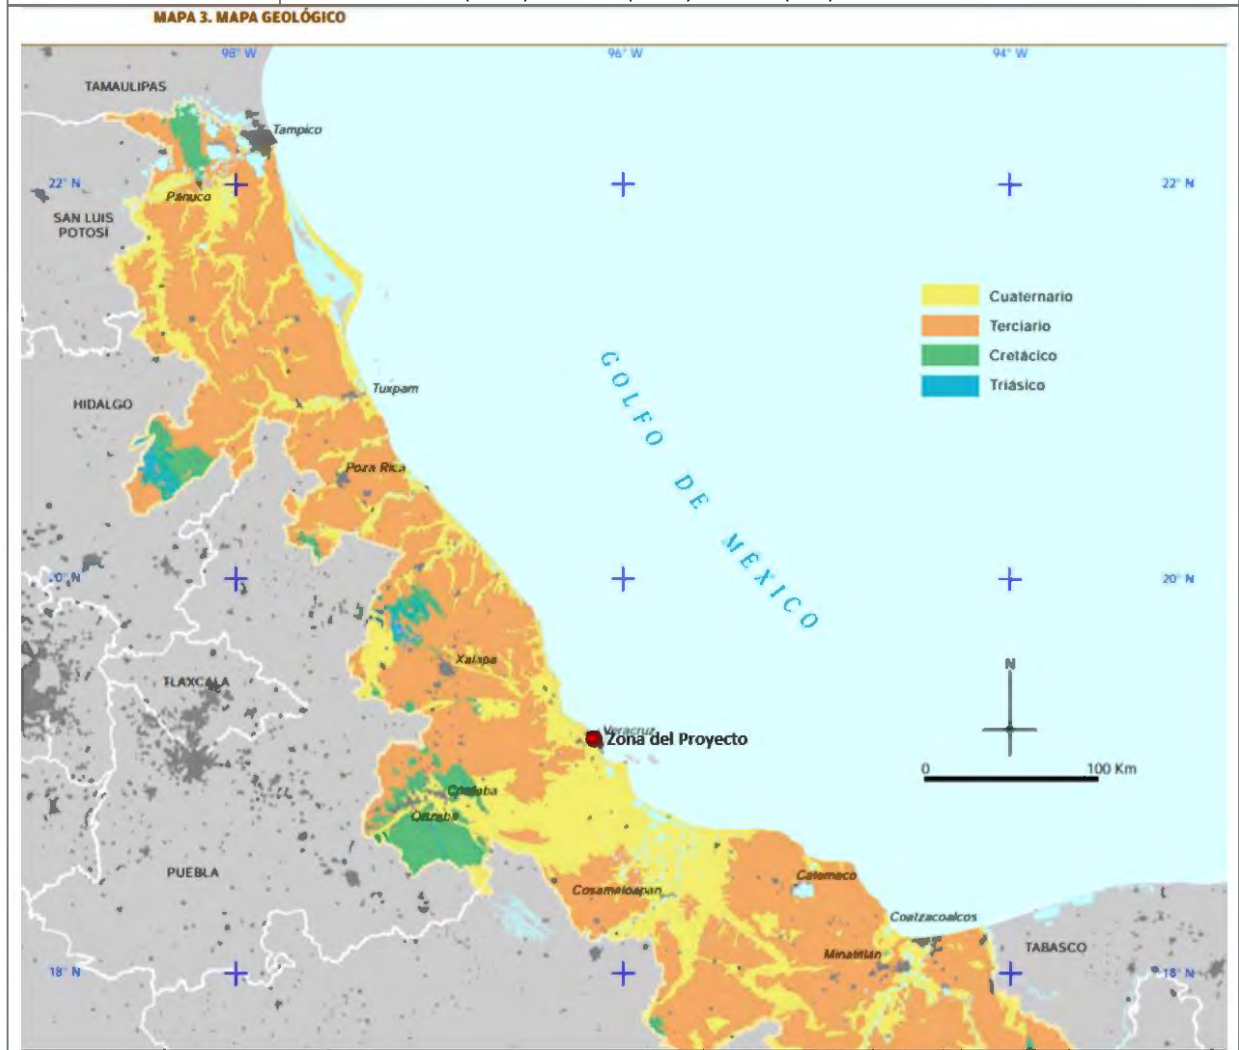 MAPA 3. MAPA GEOLÓGICO
98° W
96° W
94° W
TAMAULIPAS
Tampico
22° N
22° N
Pánuco
SAN LUIS
POTOSÍ
Cuaternario
Terciario
Cretácico
Triásico
GOLFO DE MÉXICO
Tuxpam
HIDALGO
Poza Rica
20° N
20° N
Xalapa
N
TLAXCALA
Veracruz
Zona del Proyecto
0
100 Km
Córdoba
Orizaba
PUEBLA
Catemaco
Cosamaloapan
Coatzacoalcos
TABASCO
Minatitlán
18° N
18° N